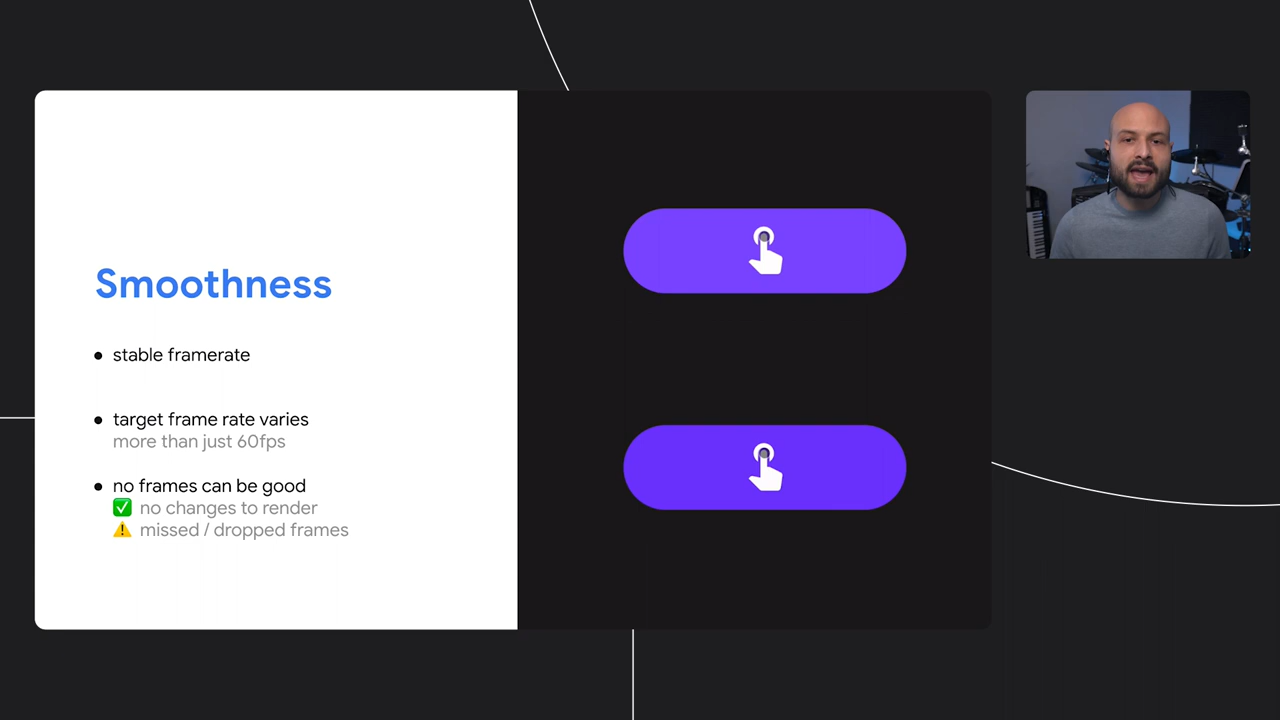 Smoothness
stable framerate
target frame rate varies
more than just 60fps
no frames can be good
✅ no changes to render
⚠️ missed / dropped frames